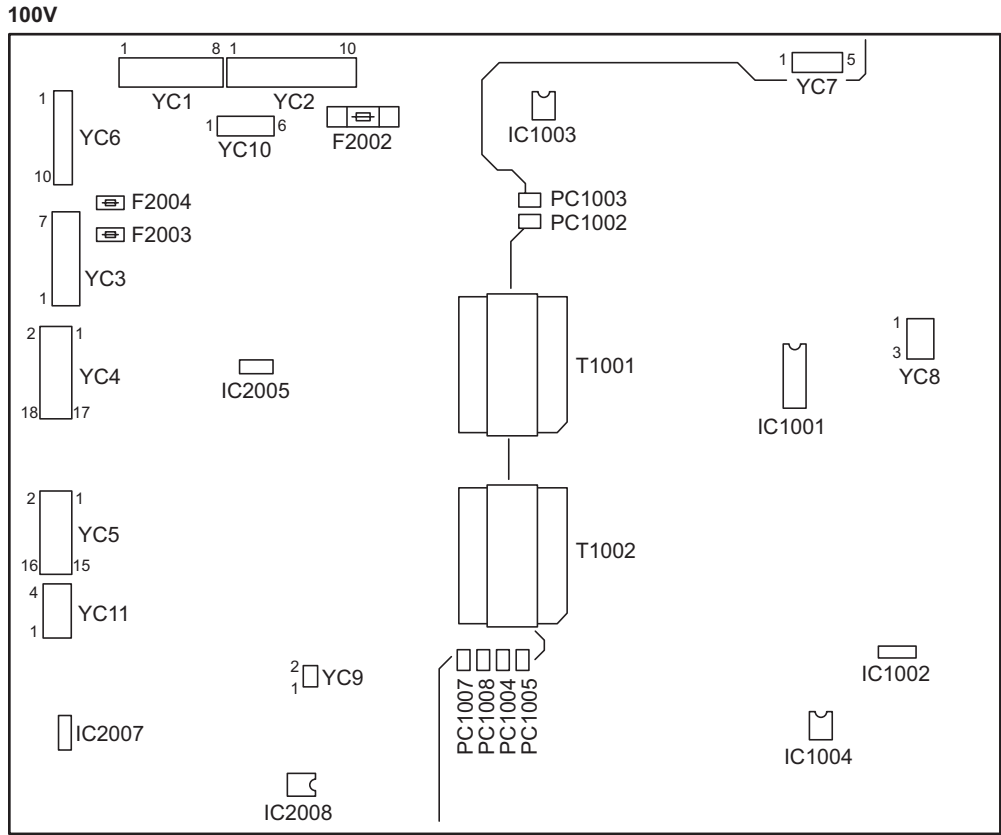 100V
1 8 1 10
YC1 YC2
1 5
YC7
1
YC6
10
1 6
YC10
F2002
IC1003
F2004
F2003
PC1003
PC1002
7
YC3
1
2 1
YC4
18 17
IC2005
T1001
IC1001
1
3
YC8
2 1
YC5
16 15
T1002
4
YC11
1
2
1
YC9
PC1007
PC1008
PC1004
PC1005
IC1002
IC2007
IC1004
IC2008